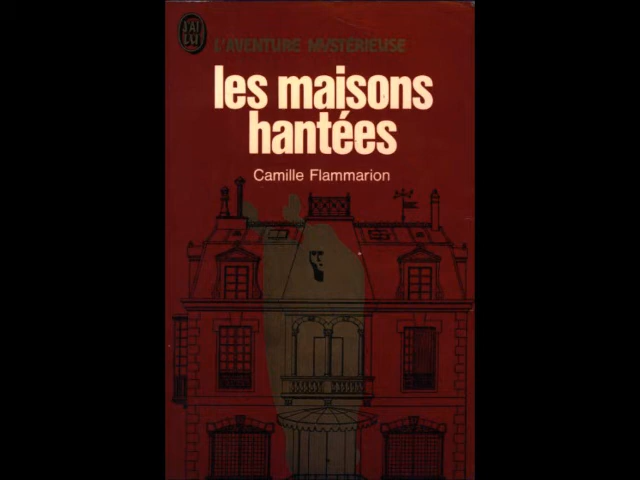 J'AI
LU
L'AVENTURE MYSTÉRIEUSE
les maisons
hantées
Camille Flammarion